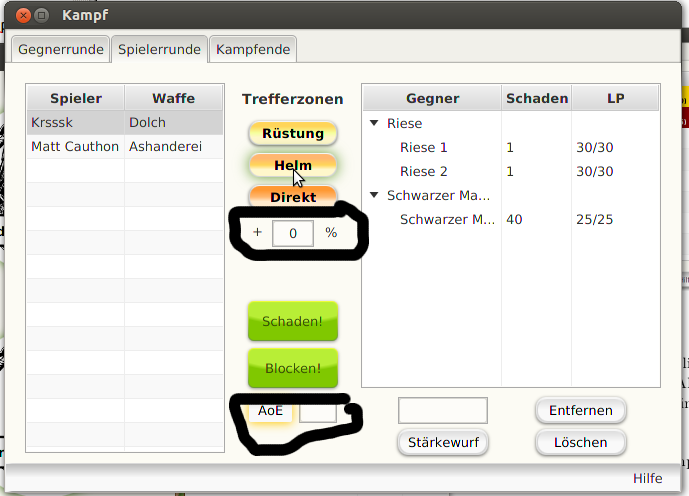 Kampf
Gegnerrunde Spielerrunde Kampfende
Spieler Waffe
Krsssk Dolch
Matt Cauthon Ashanderei
Trefferzonen
Rüstung
Helm
Direkt
+ 0 %
Schaden!
Blocken!
AoE
Gegner Schaden LP
Riese
Riese 1 1 30/30
Riese 2 1 30/30
Schwarzer Ma...
Schwarzer M... 40 25/25
Entfernen
Stärkewurf Löschen
Hilfe